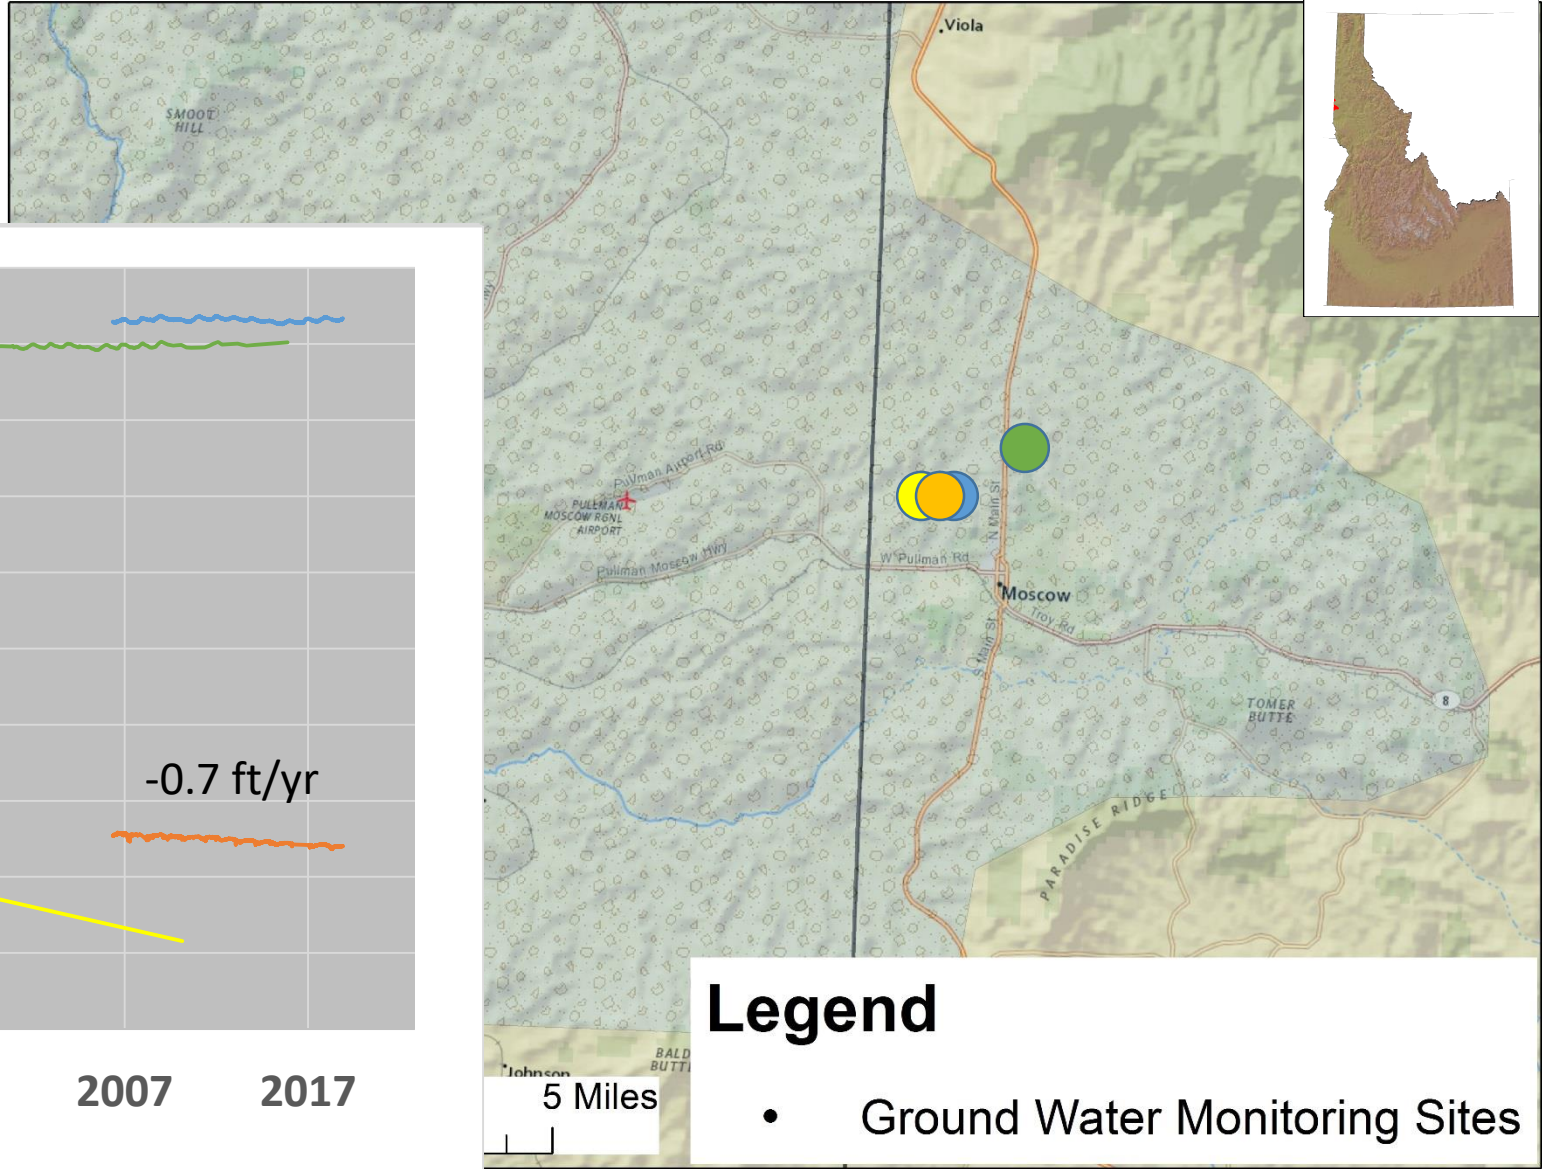 Viola
SMOOT
HILL
Pullman Airport Rd
PULLMAN
MOSCOW RGNL
AIRPORT
Pullman Moscow Hwy
N Main St
W Pullman Rd
Moscow
Troy Rd
S Main St
TOMER
BUTTE
8
PARADISE RIDGE
-0.7 ft/yr
2007
2017
BALD
BUTT
Johnson
5 Miles
Legend
Ground Water Monitoring Sites